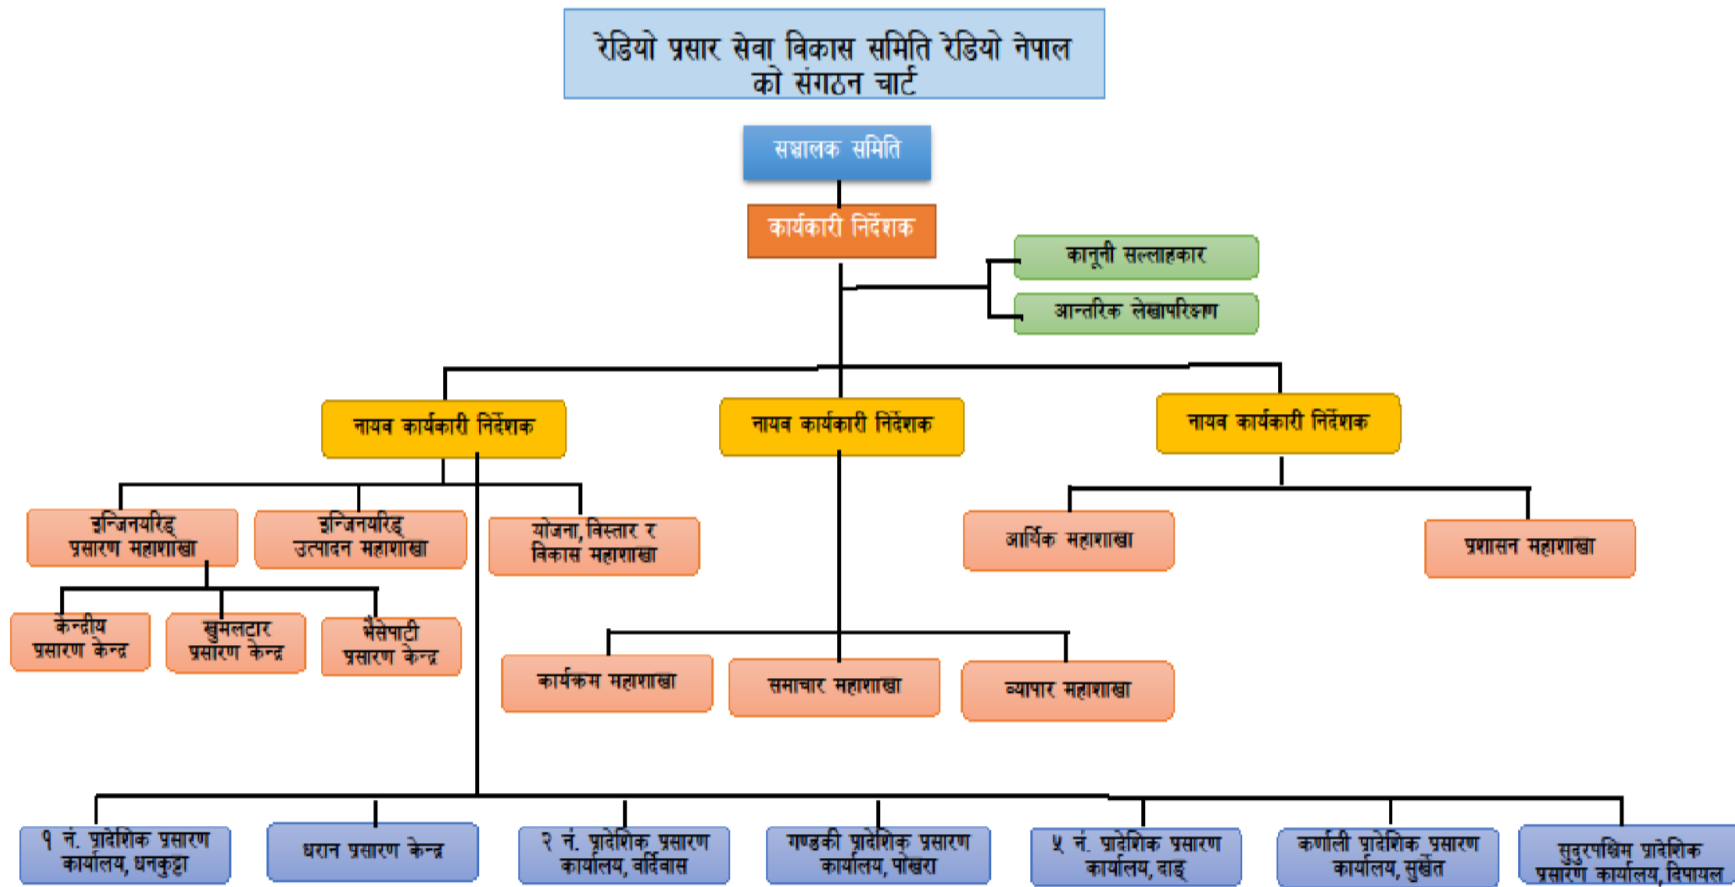 रेडियो प्रसार सेवा विकास समिति रेडियो नेपाल
को संगठन चार्ट
सञ्चालक समिति
कार्यकारी निर्देशक
कानूनी सल्लाहकार
आन्तरिक लेखापरिक्षण
नायव कार्यकारी निर्देशक
नायव कार्यकारी निर्देशक
नायव कार्यकारी निर्देशक
इन्जिनयरिङ्
प्रसारण महाशाखा
इन्जिनयरिङ्
उत्पादन महाशाखा
योजना, विस्तार र
विकास महाशाखा
आर्थिक महाशाखा
प्रशासन महाशाखा
केन्द्रीय
प्रसारण केन्द्र
खुमलटार
प्रसारण केन्द्र
भैसेपाटी
प्रसारण केन्द्र
कार्यक्रम महाशाखा
समाचार महाशाखा
व्यापार महाशाखा
१ नं. प्रादेशिक प्रसारण
कार्यालय, धनकुट्टा
धरान प्रसारण केन्द्र
२ नं. प्रादेशिक प्रसारण
कार्यालय, वर्दिवास
गण्डकी प्रादेशिक प्रसारण
कार्यालय, पोखरा
५ नं. प्रादेशिक प्रसारण
कार्यालय, दाङ्
कर्णाली प्रादेशिक प्रसारण
कार्यालय, सुर्खेत
सुदुरपश्चिम प्रादेशिक
प्रसारण कार्यालय, दिपायल